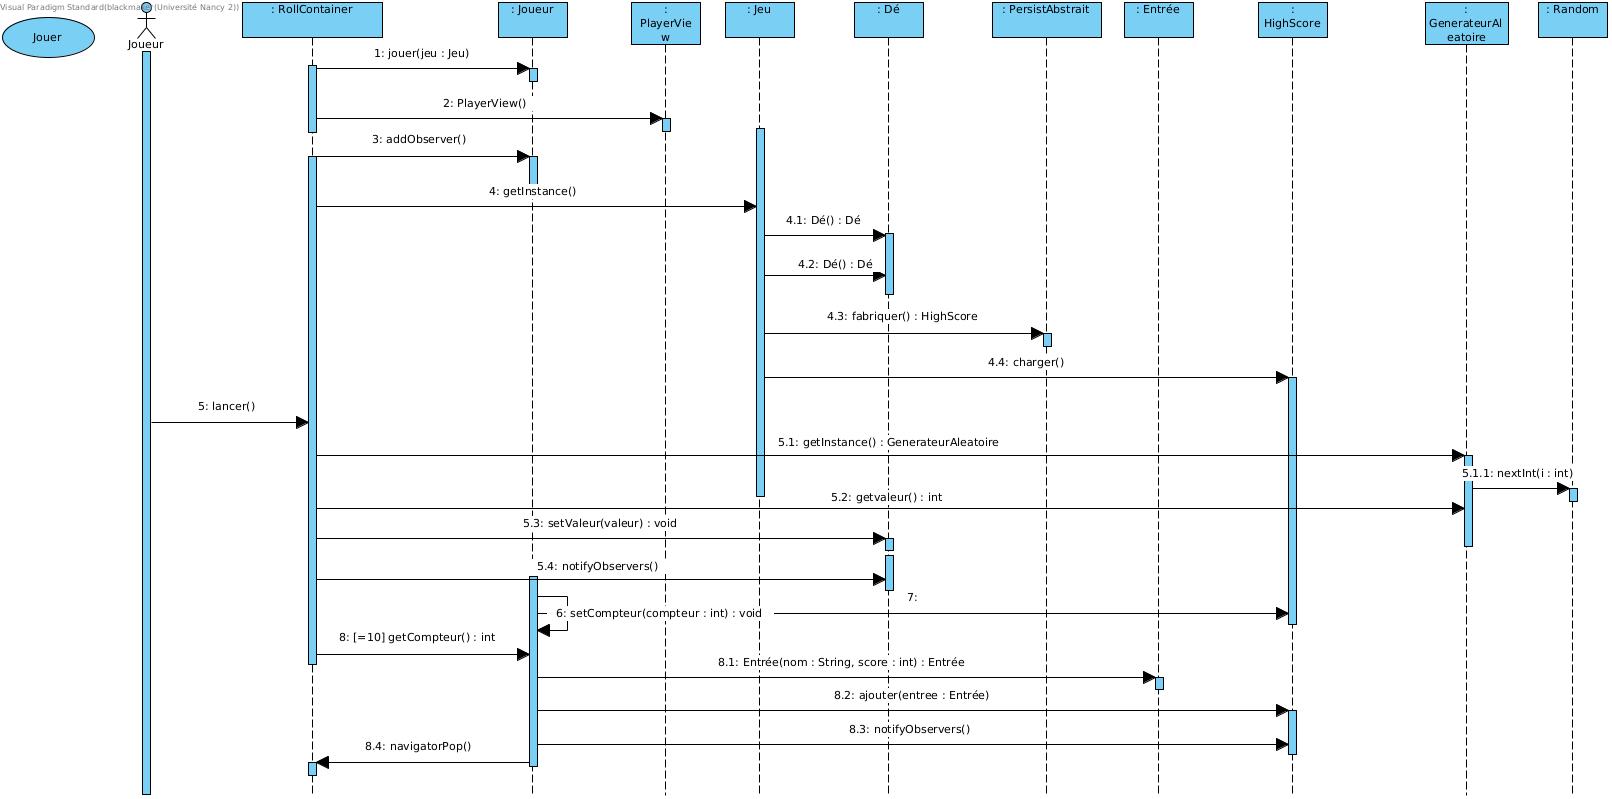 Visual Paradigm Standard(blackma (Université Nancy 2))
Jouer
Joueur
: RollContainer
: Joueur
:
PlayerVie
w
: Jeu
: Dé
: PersistAbstrait
: Entrée
:
HighScore
:
GenerateurAl
eatoire
: Random
1: jouer(jeu : Jeu)
2: PlayerView()
3: addObserver()
4: getInstance()
4.1: Dé() : Dé
4.2: Dé() : Dé
4.3: fabriquer() : HighScore
4.4: charger()
5: lancer()
5.1: getInstance() : GenerateurAleatoire
5.1.1: nextInt(i : int)
5.2: getvaleur() : int
5.3: setValeur(valeur) : void
5.4: notifyObservers()
7:
6: setCompteur(compteur : int) : void
8: [=10] getCompteur() : int
8.1: Entrée(nom : String, score : int) : Entrée
8.2: ajouter(entree : Entrée)
8.3: notifyObservers()
8.4: navigatorPop()